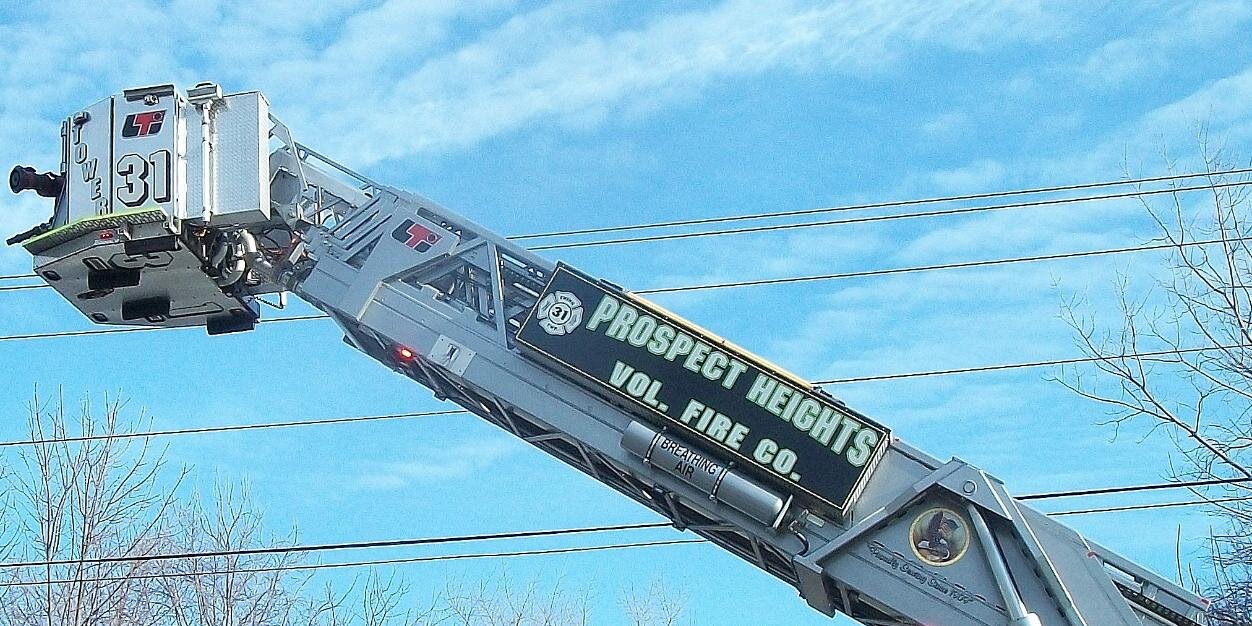 TOWER
LTI
31
LTI
31
PROSPECT HEIGHTS
VOL. FIRE CO.
BREATHING
AIR